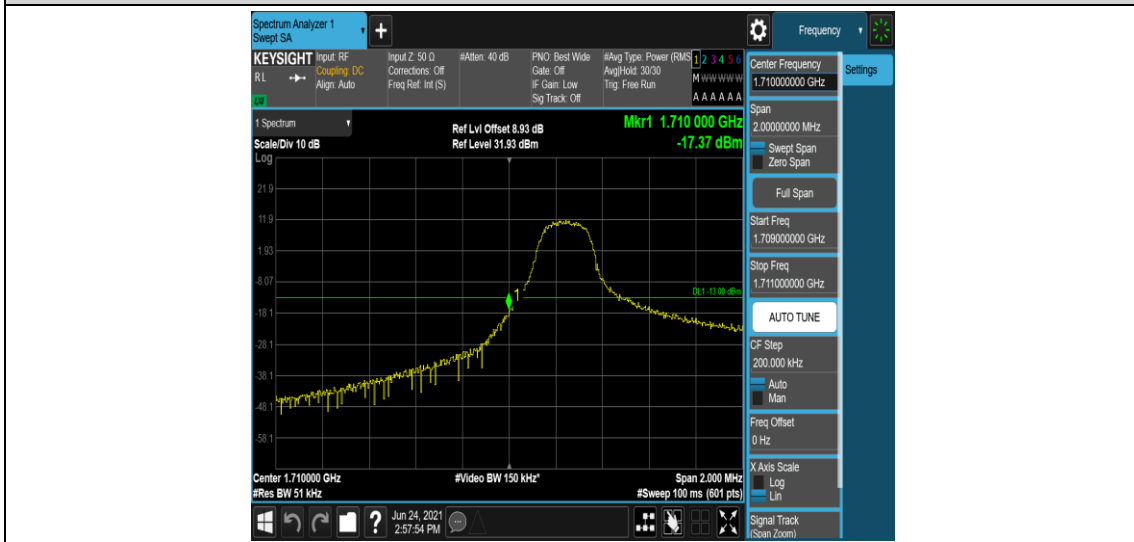 Spectrum Analyzer 1
Swept SA
+
Frequency
KEYSIGHT
RL
Input: RF
Coupling: DC
Align: Auto
Input Z: 50 Ω
Corrections: Off
Freq Ref: Int (S)
#Atten: 40 dB
PNO: Best Wide
Gate: Off
IF Gain: Low
Sig Track: Off
#Avg Type: Power (RMS
Avg|Hold: 30/30
Trig: Free Run
1 2 3 4 5 6
M W W W W W
A A A A A A
1 Spectrum
Scale/Div 10 dB
Log
Ref Lvl Offset 8.93 dB
Ref Level 31.93 dBm
Mkr1 1.710 000 GHz
-17.37 dBm
21.9
11.9
1.93
-8.07
-18.1
-28.1
-38.1
-48.1
-58.1
1
DL1 -13.00 dBm
Center 1.710000 GHz
#Res BW 51 kHz
#Video BW 150 kHz*
Span 2.000 MHz
#Sweep 100 ms (601 pts)
?
Jun 24, 2021
2:57:54 PM
Center Frequency
1.710000000 GHz
Settings
Span
2.00000000 MHz
Swept Span
Zero Span
Full Span
Start Freq
1.709000000 GHz
Stop Freq
1.711000000 GHz
AUTO TUNE
CF Step
200.000 kHz
Auto
Man
Freq Offset
0 Hz
X Axis Scale
Log
Lin
Signal Track
(Span Zoom)